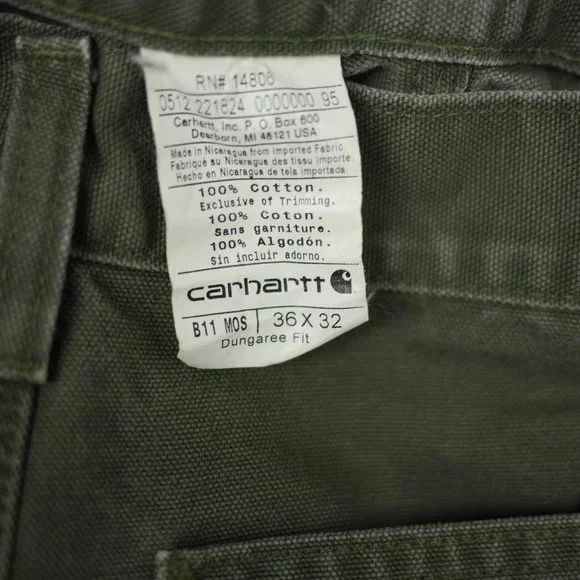 RN# 14806
0512 221824 0000000 95
Carhartt, Inc. P.O. Box 600
Dearborn, MI 48121 USA
Made in Nicaragua from imported Fabric.
Fabriqué au Nicaragua des tissu importe.
Hecho en Nicaragua de tela importada.
100% Cotton.
Exclusive of Trimming.
100% Coton.
Sans garniture.
100% Algodón.
Sin incluir adorno.
carhartt
B11 MOS | 36 X 32
Dungaree Fit